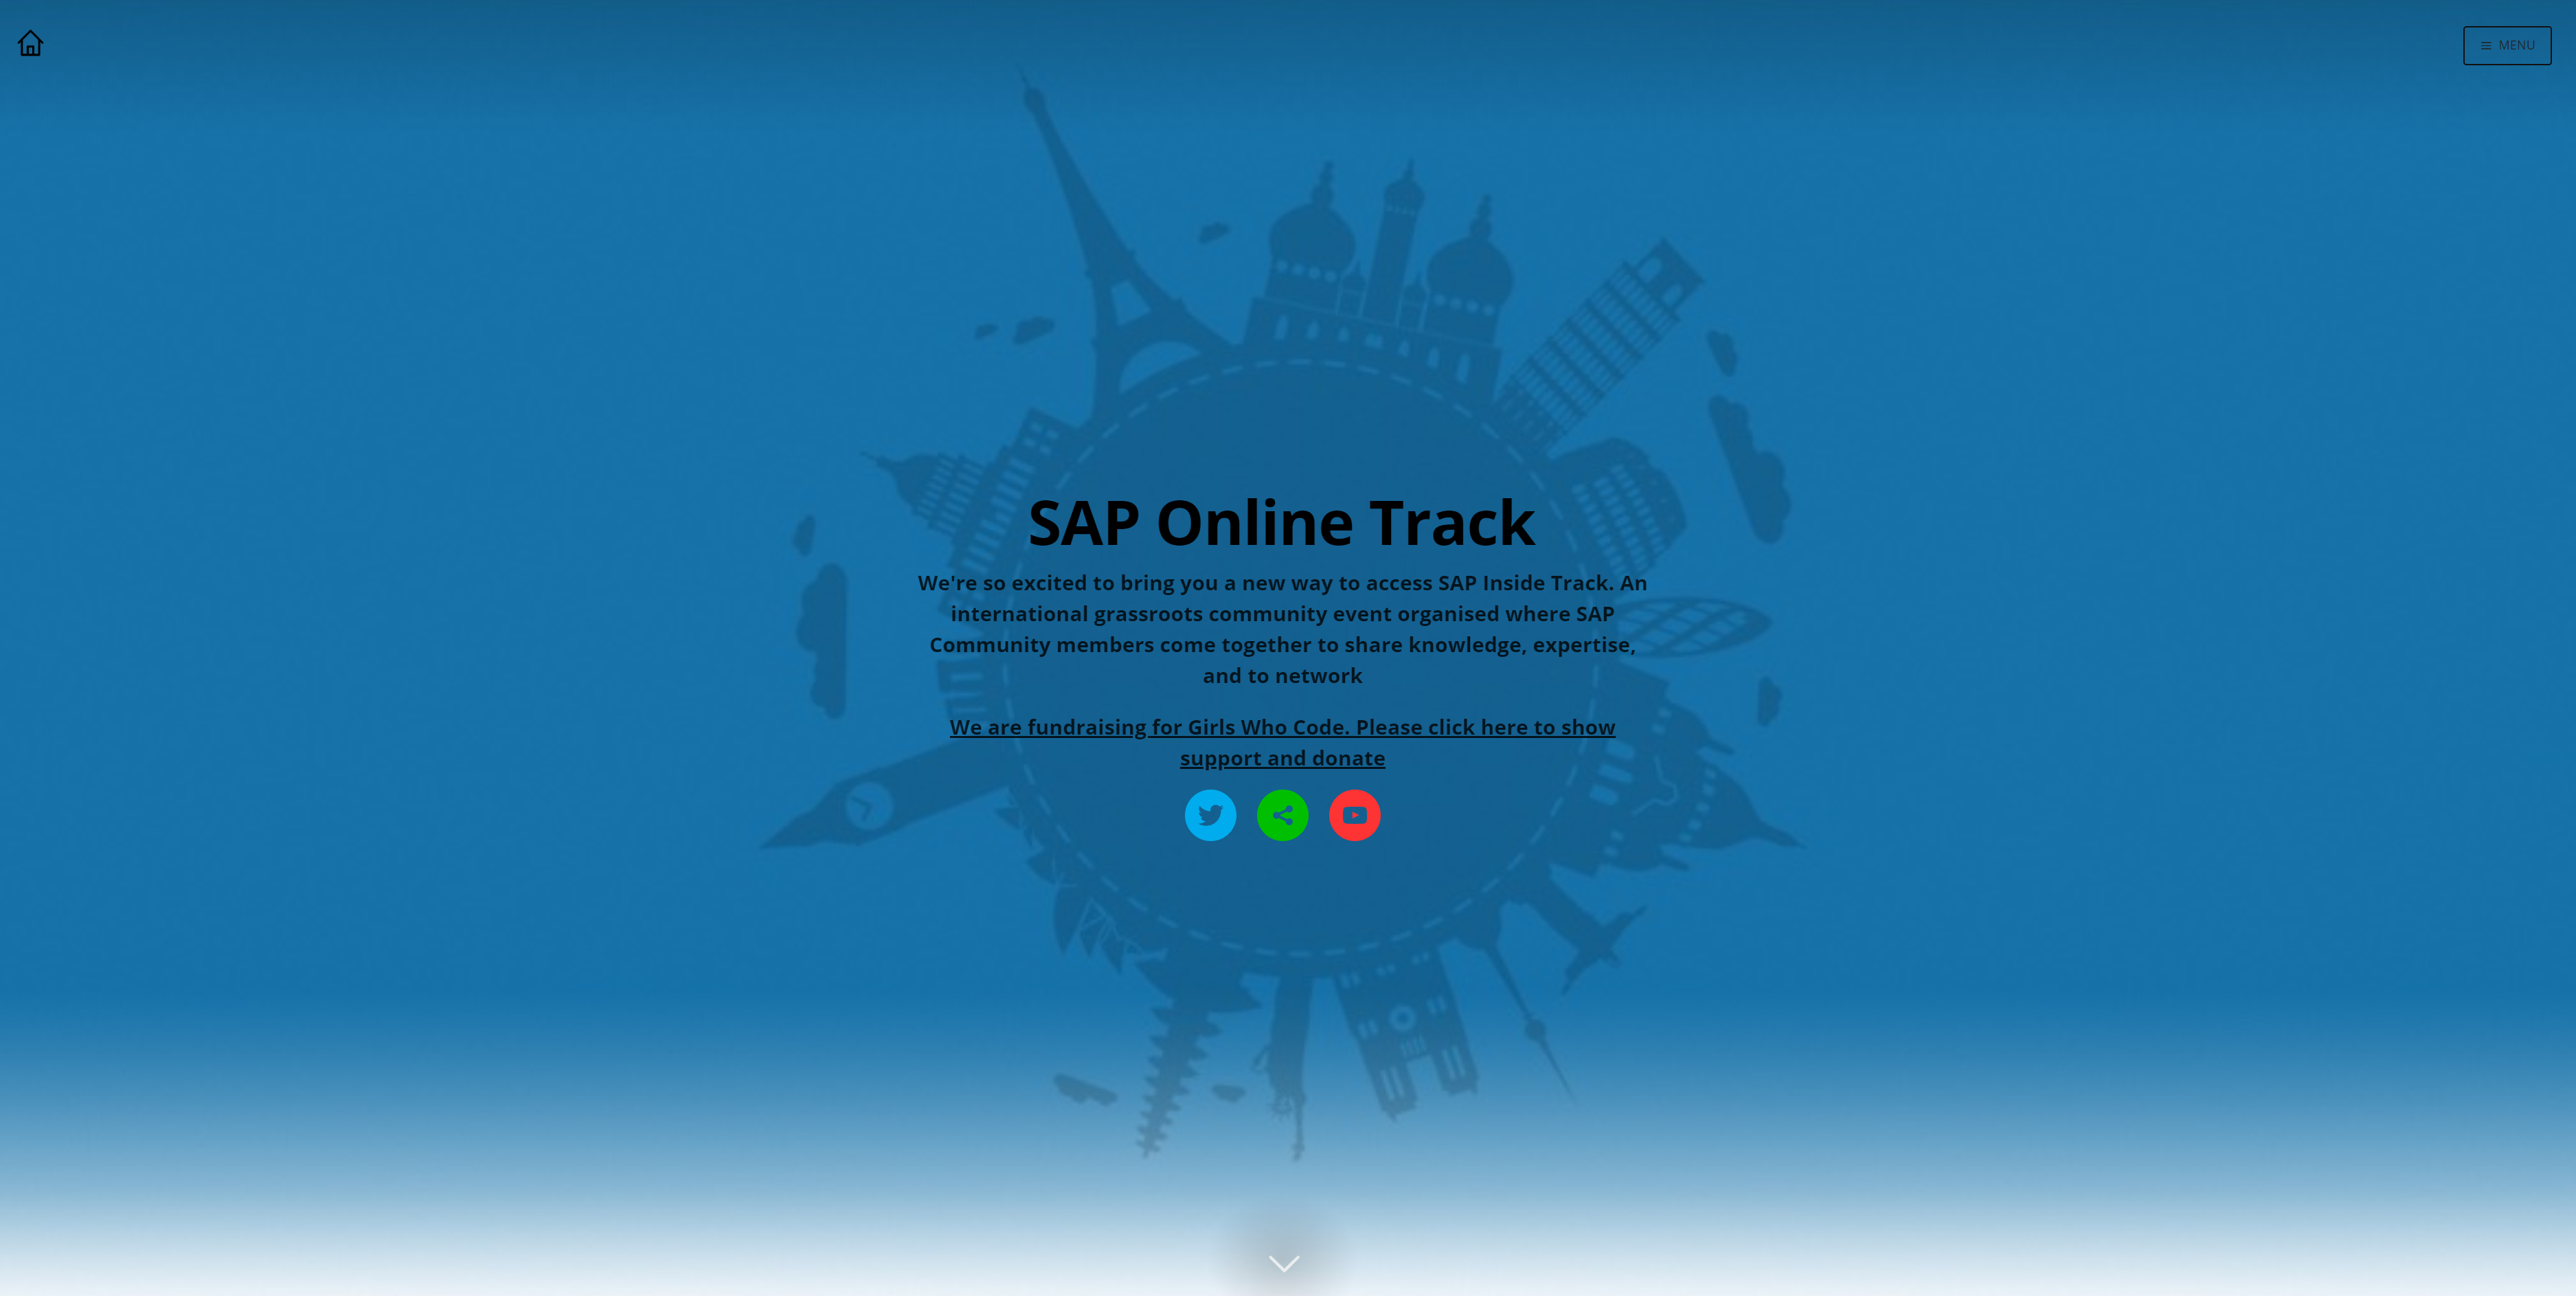 MENU
SAP Online Track
We're so excited to bring you a new way to access SAP Inside Track. An
international grassroots community event organised where SAP
Community members come together to share knowledge, expertise,
and to network
We are fundraising for Girls Who Code. Please click here to show
support and donate